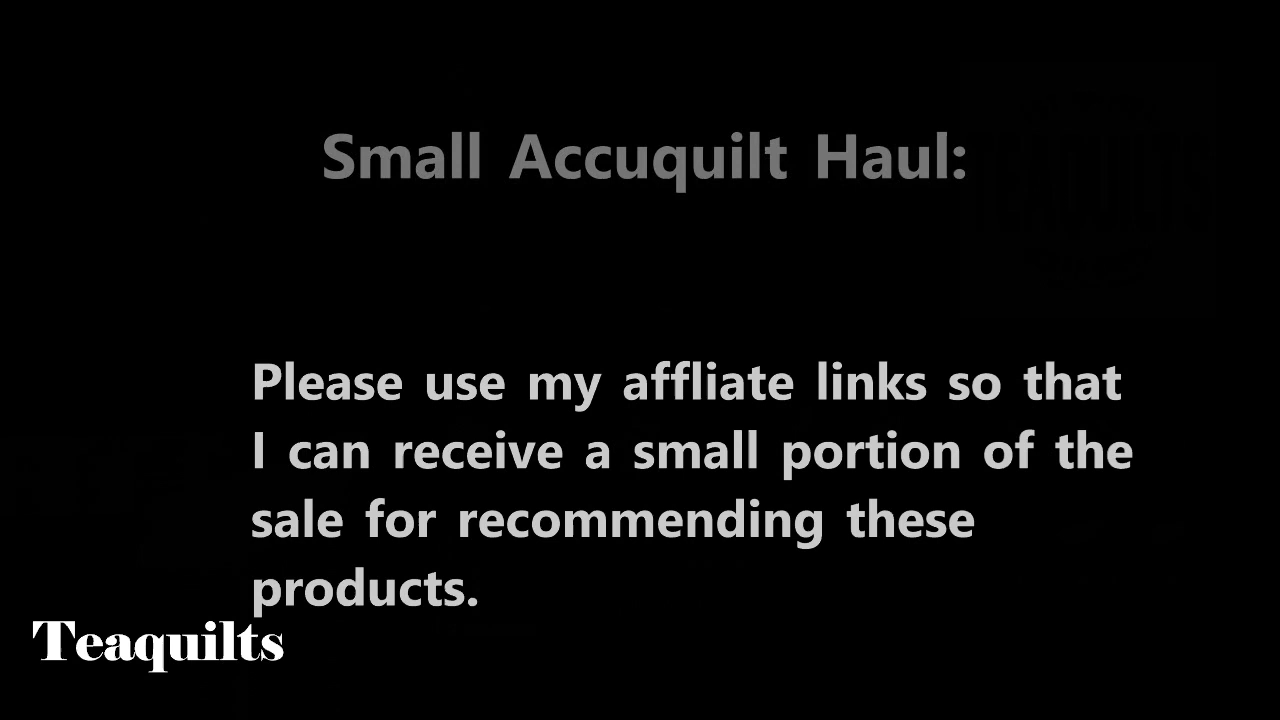 Small Accuquilt Haul:
Please use my affliate links so that
I can receive a small portion of the
sale for recommending these
products.
Teaquilts